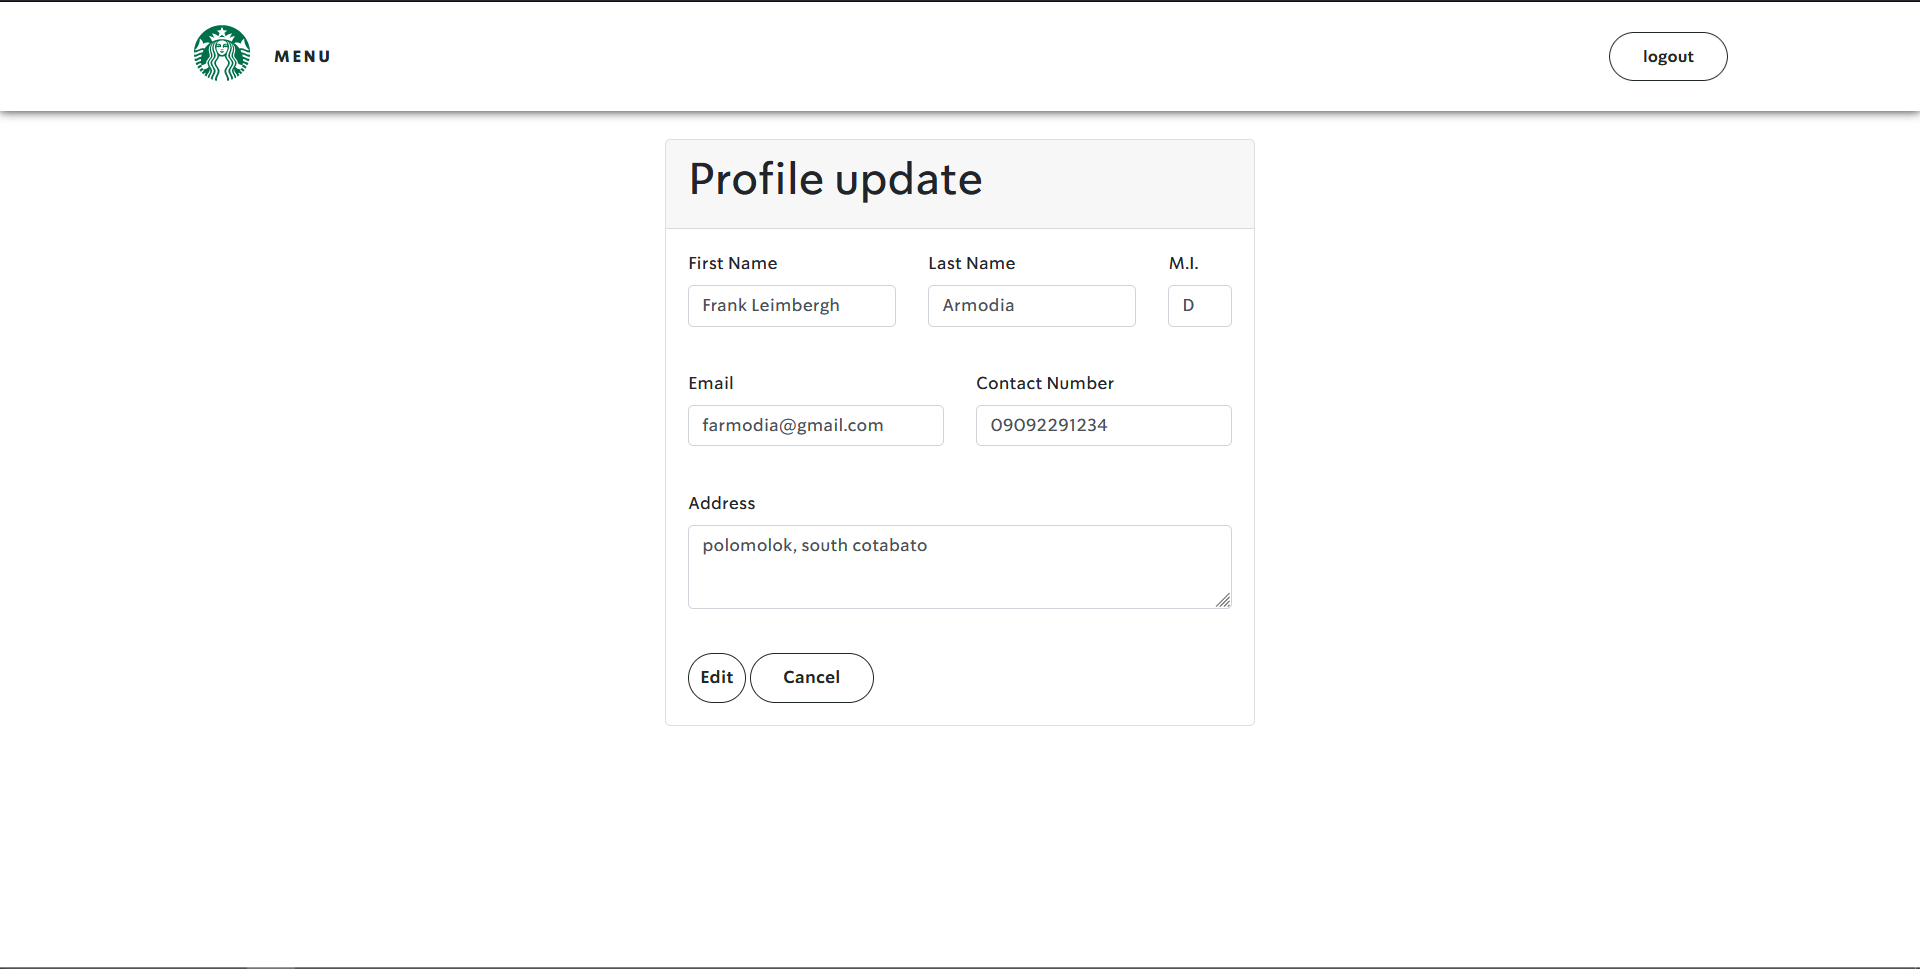 MENU
logout
Profile update
First Name Last Name M.I.
Frank Leimbergh Armodia D
Email Contact Number
farmodia@gmail.com 09092291234
Address
polomolok, south cotabato
Edit Cancel